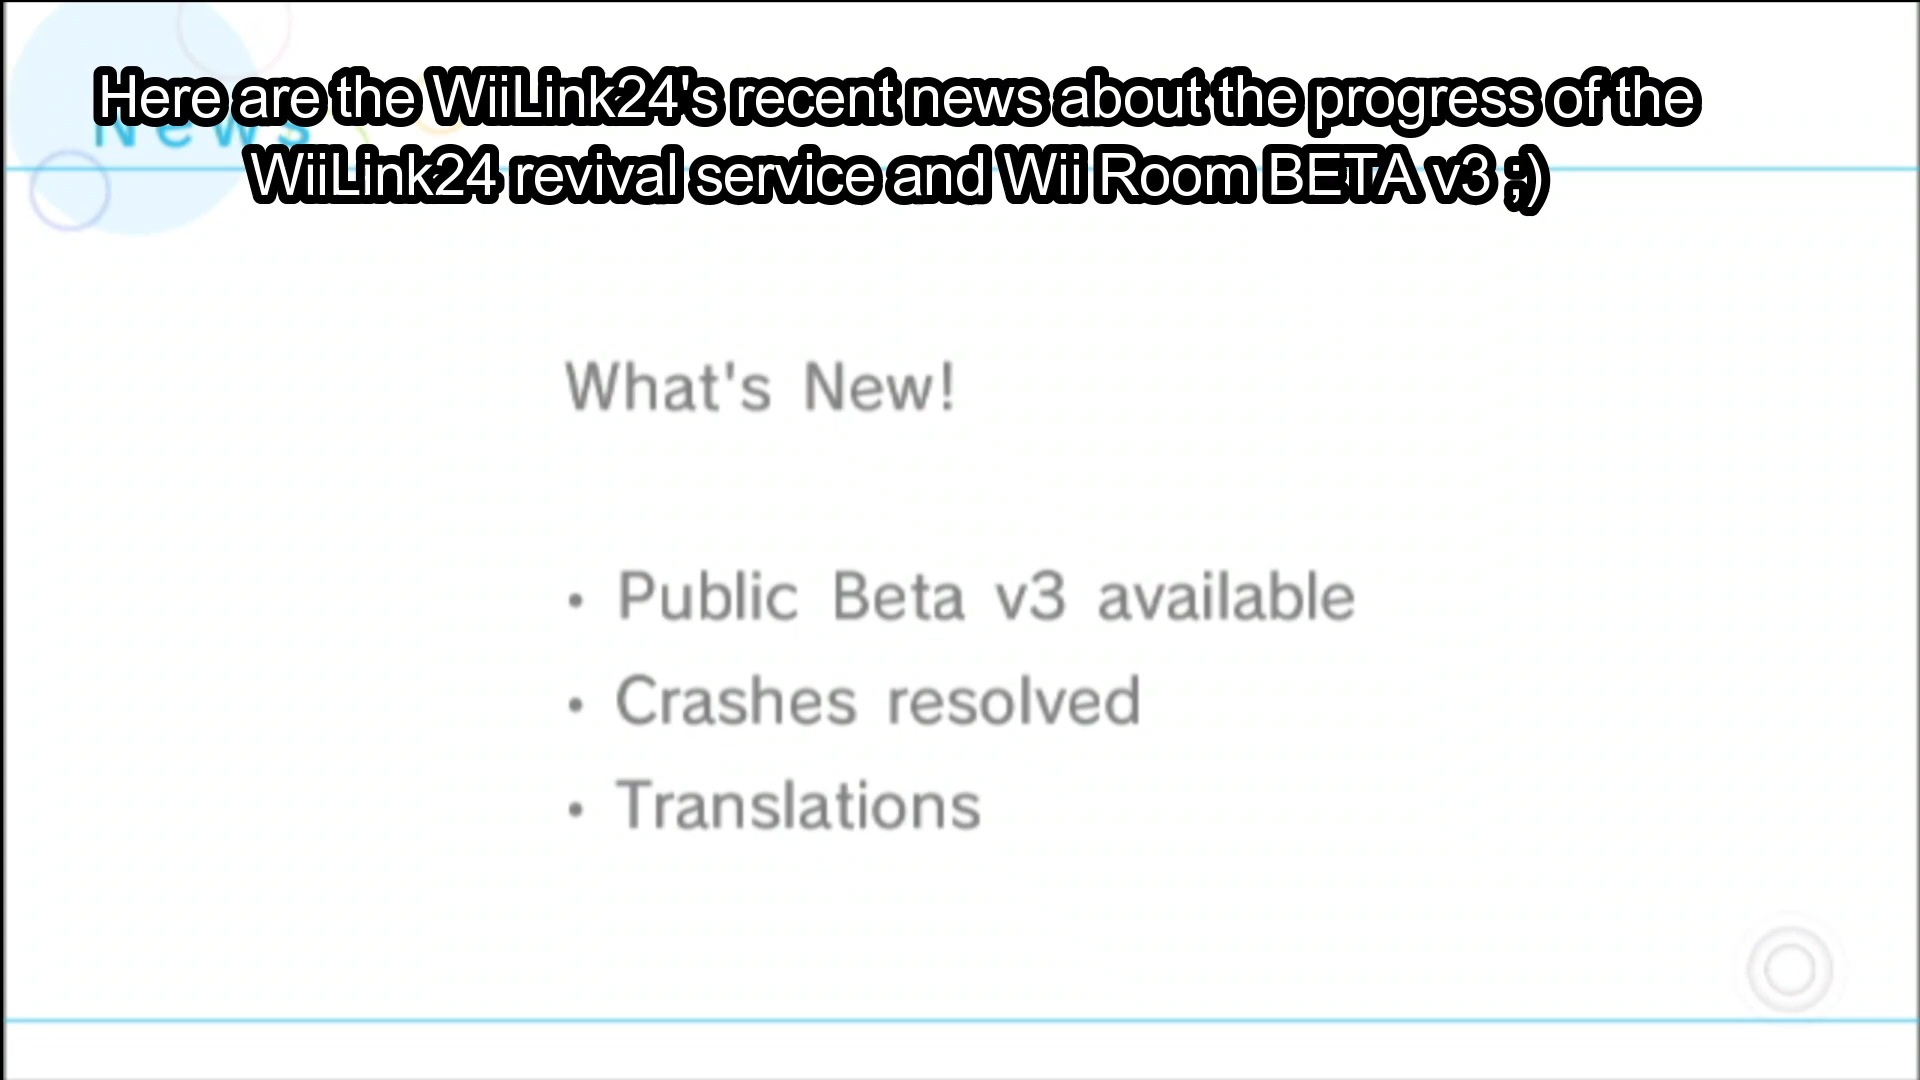 Here are the WiiLink24's recent news about the progress of the
News
WiiLink24 revival service and Wii Room BETA v3 ;)
What's New!
• Public Beta v3 available
• Crashes resolved
• Translations